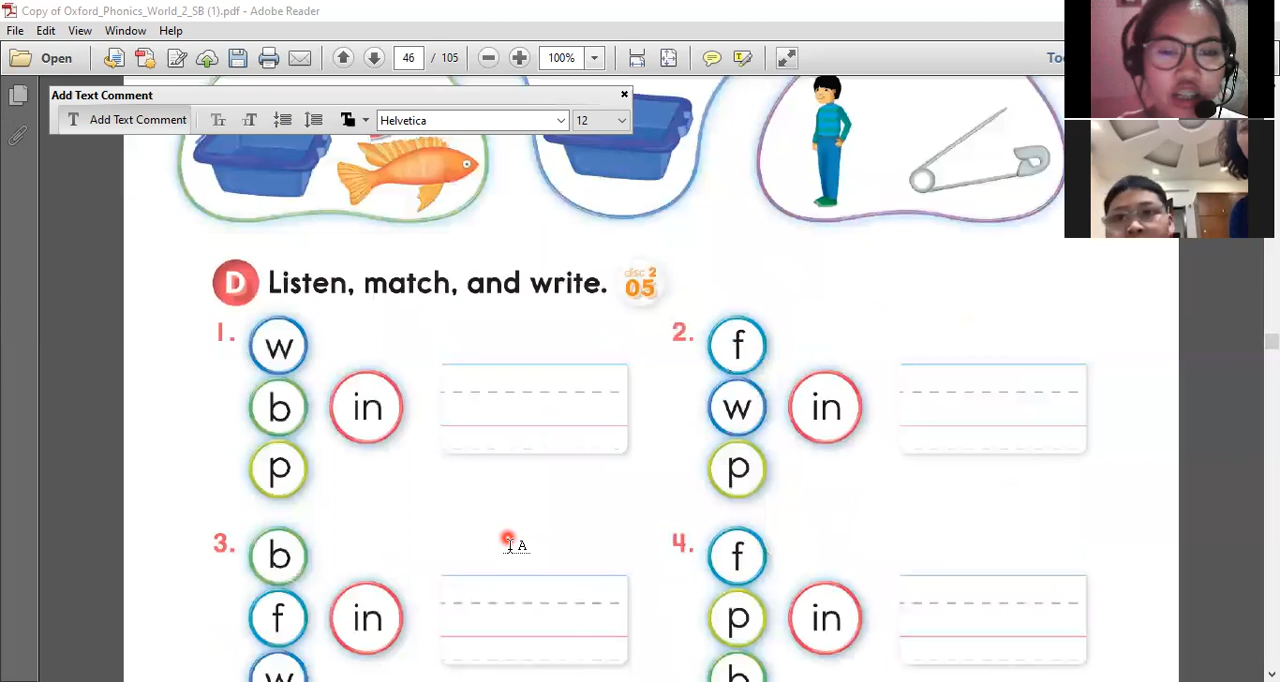 Copy of Oxford_Phonics_World_2_SB (1).pdf - Adobe Reader
File Edit View Window Help
Open 46 / 105 100%
Add Text Comment
T Add Text Comment Helvetica 12
D Listen, match, and write. disc 2 05
1. w b p in
2. f w p in
3. b f w in
4. f p b in